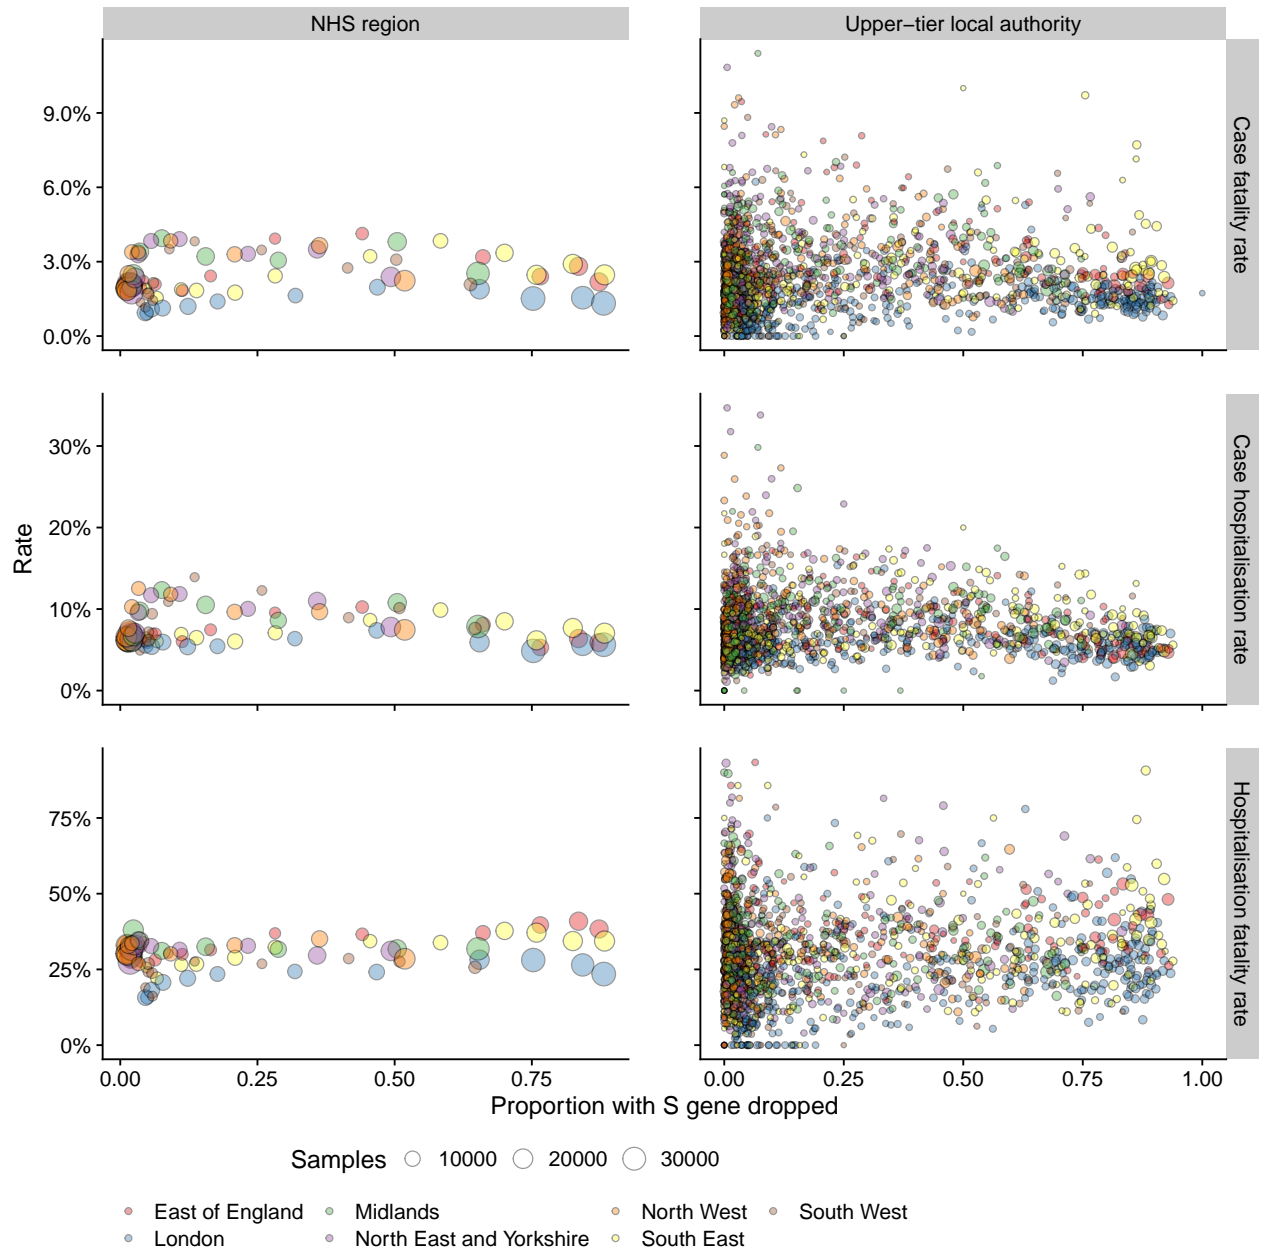 NHS region
Upper−tier local authority
9.0%
6.0%
3.0%
0.0%
Case fatality rate
30%
20%
10%
0%
Case hospitalisation rate
75%
50%
25%
0%
Hospitalisation fatality rate
Rate
0.00 0.25 0.50 0.75
0.00 0.25 0.50 0.75 1.00
Proportion with S gene dropped
Samples 10000 20000 30000
East of England Midlands North West South West
London North East and Yorkshire South East